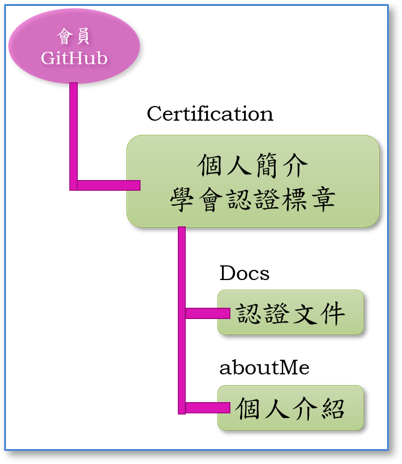 會員
GitHub
Certification
個人簡介
學會認證標章
Docs
認證文件
aboutMe
個人介紹